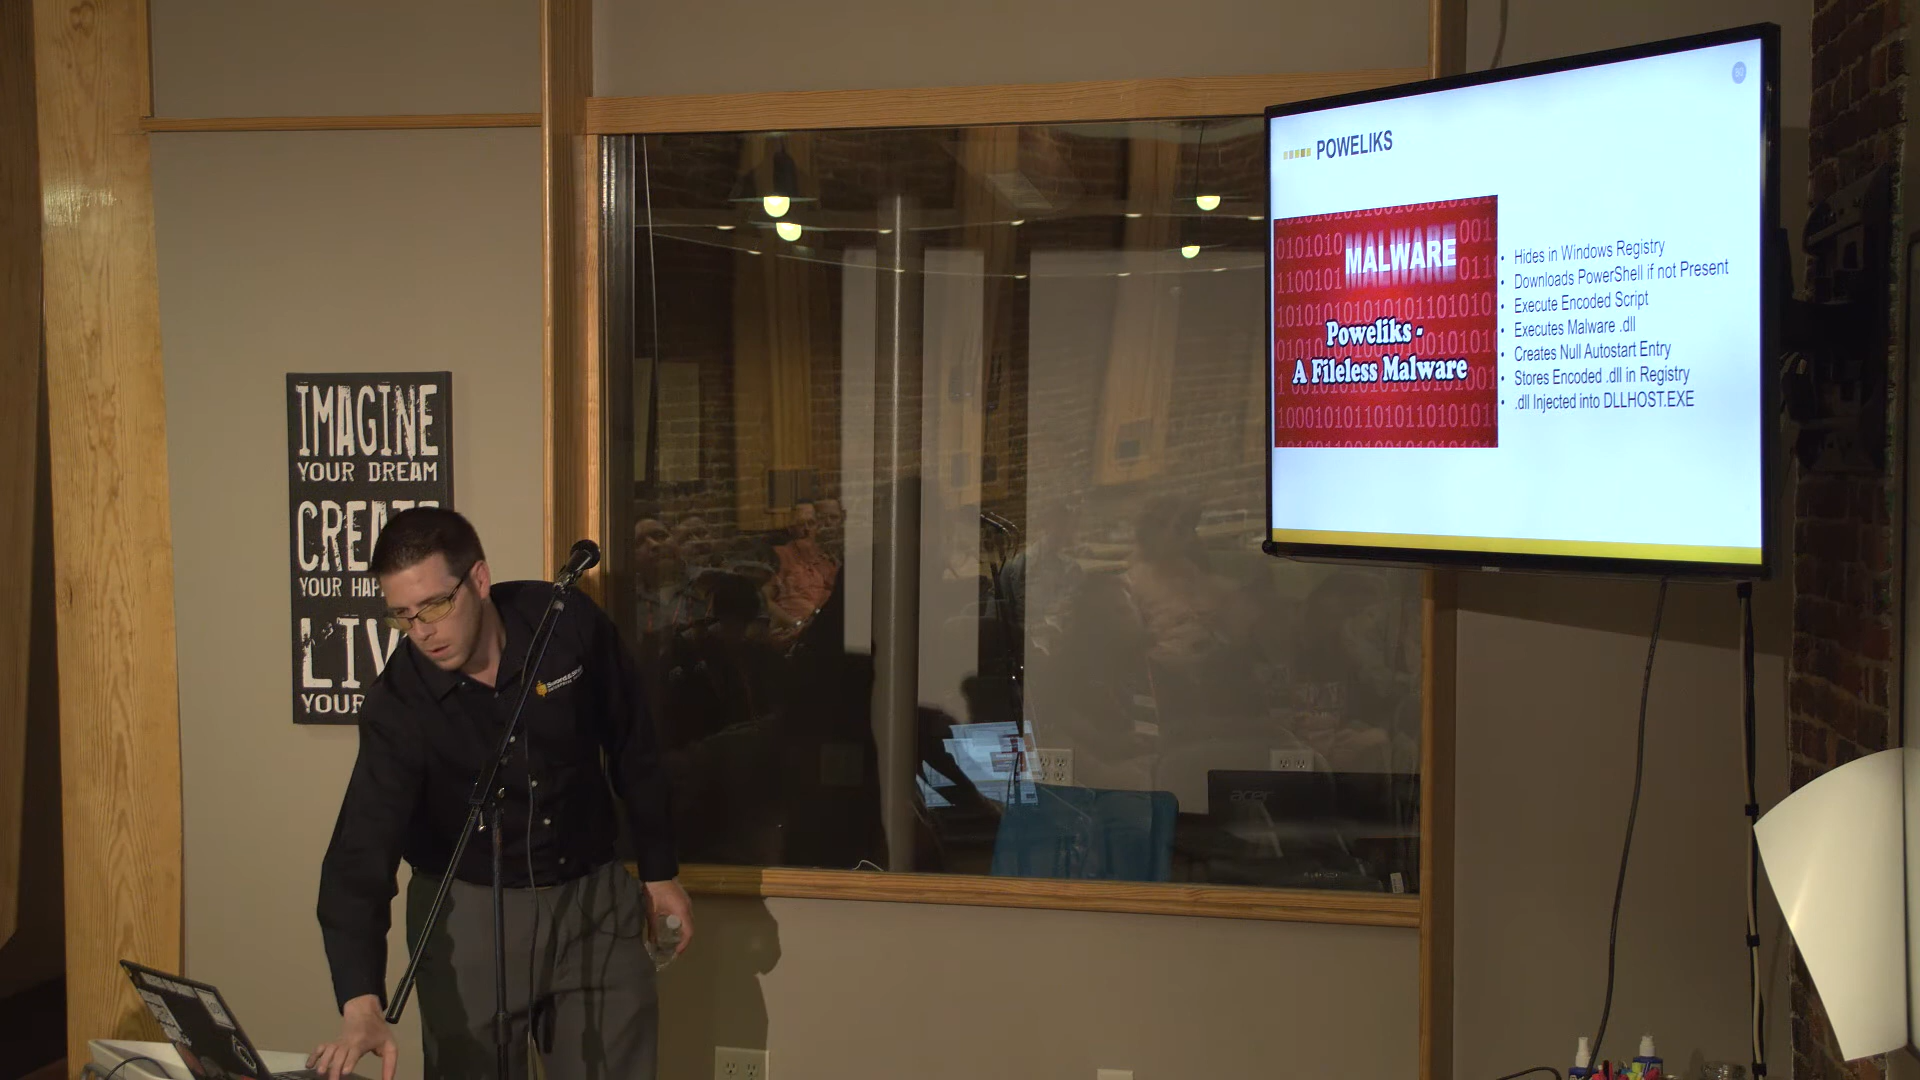 IMAGINE
YOUR DREAM
YOUR
POWELIKS
MALWARE
Poweliks -
A Fileless Malware
• Hides in Windows Registry
• Downloads PowerShell if not Present
• Execute Encoded Script
• Executes Malware .dll
• Creates Null Autostart Entry
• Stores Encoded .dll in Registry
• .dll Injected into DLLHOST.EXE
acer